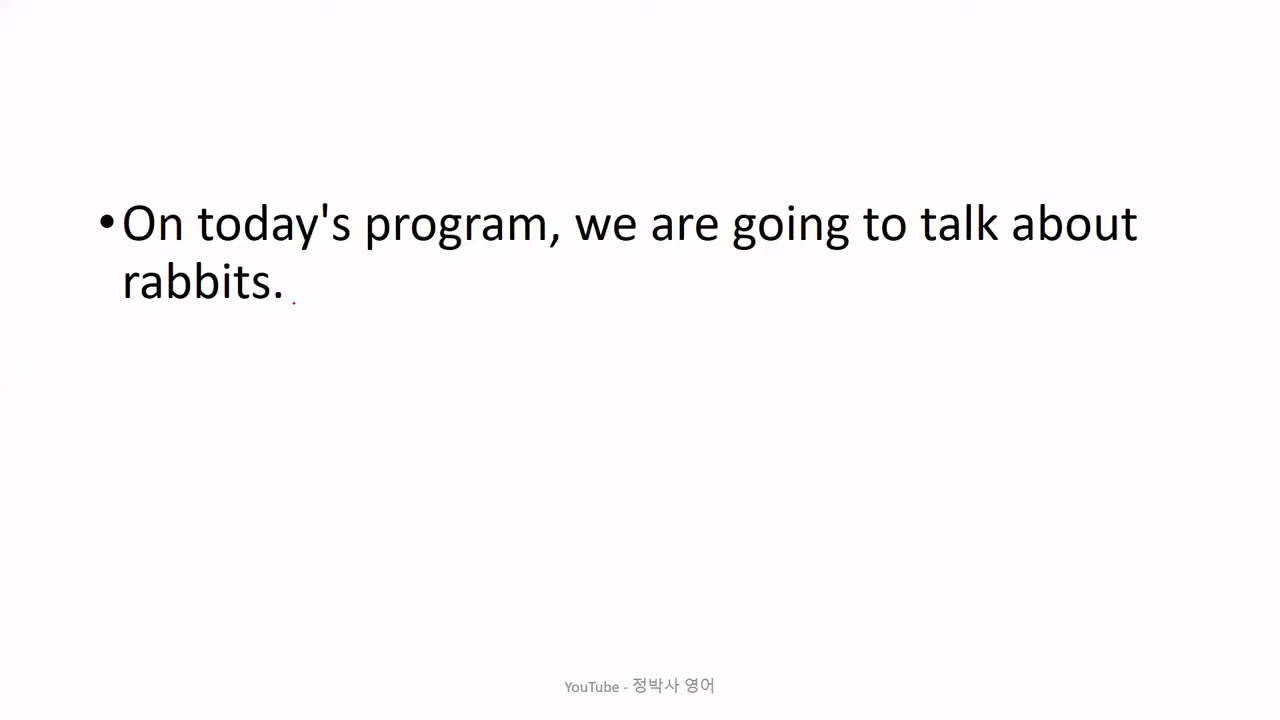 •On today's program, we are going to talk about
rabbits.
YouTube - 정박사 영어